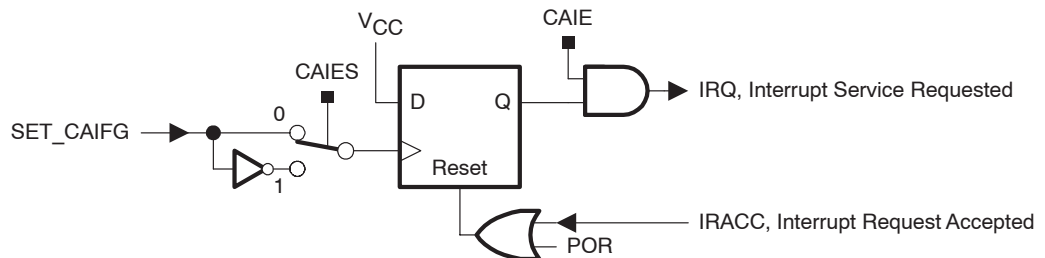 VCC
CAIE
CAIES
D
Q
IRQ, Interrupt Service Requested
0
SET_CAIFG
Reset
1
IRACC, Interrupt Request Accepted
POR